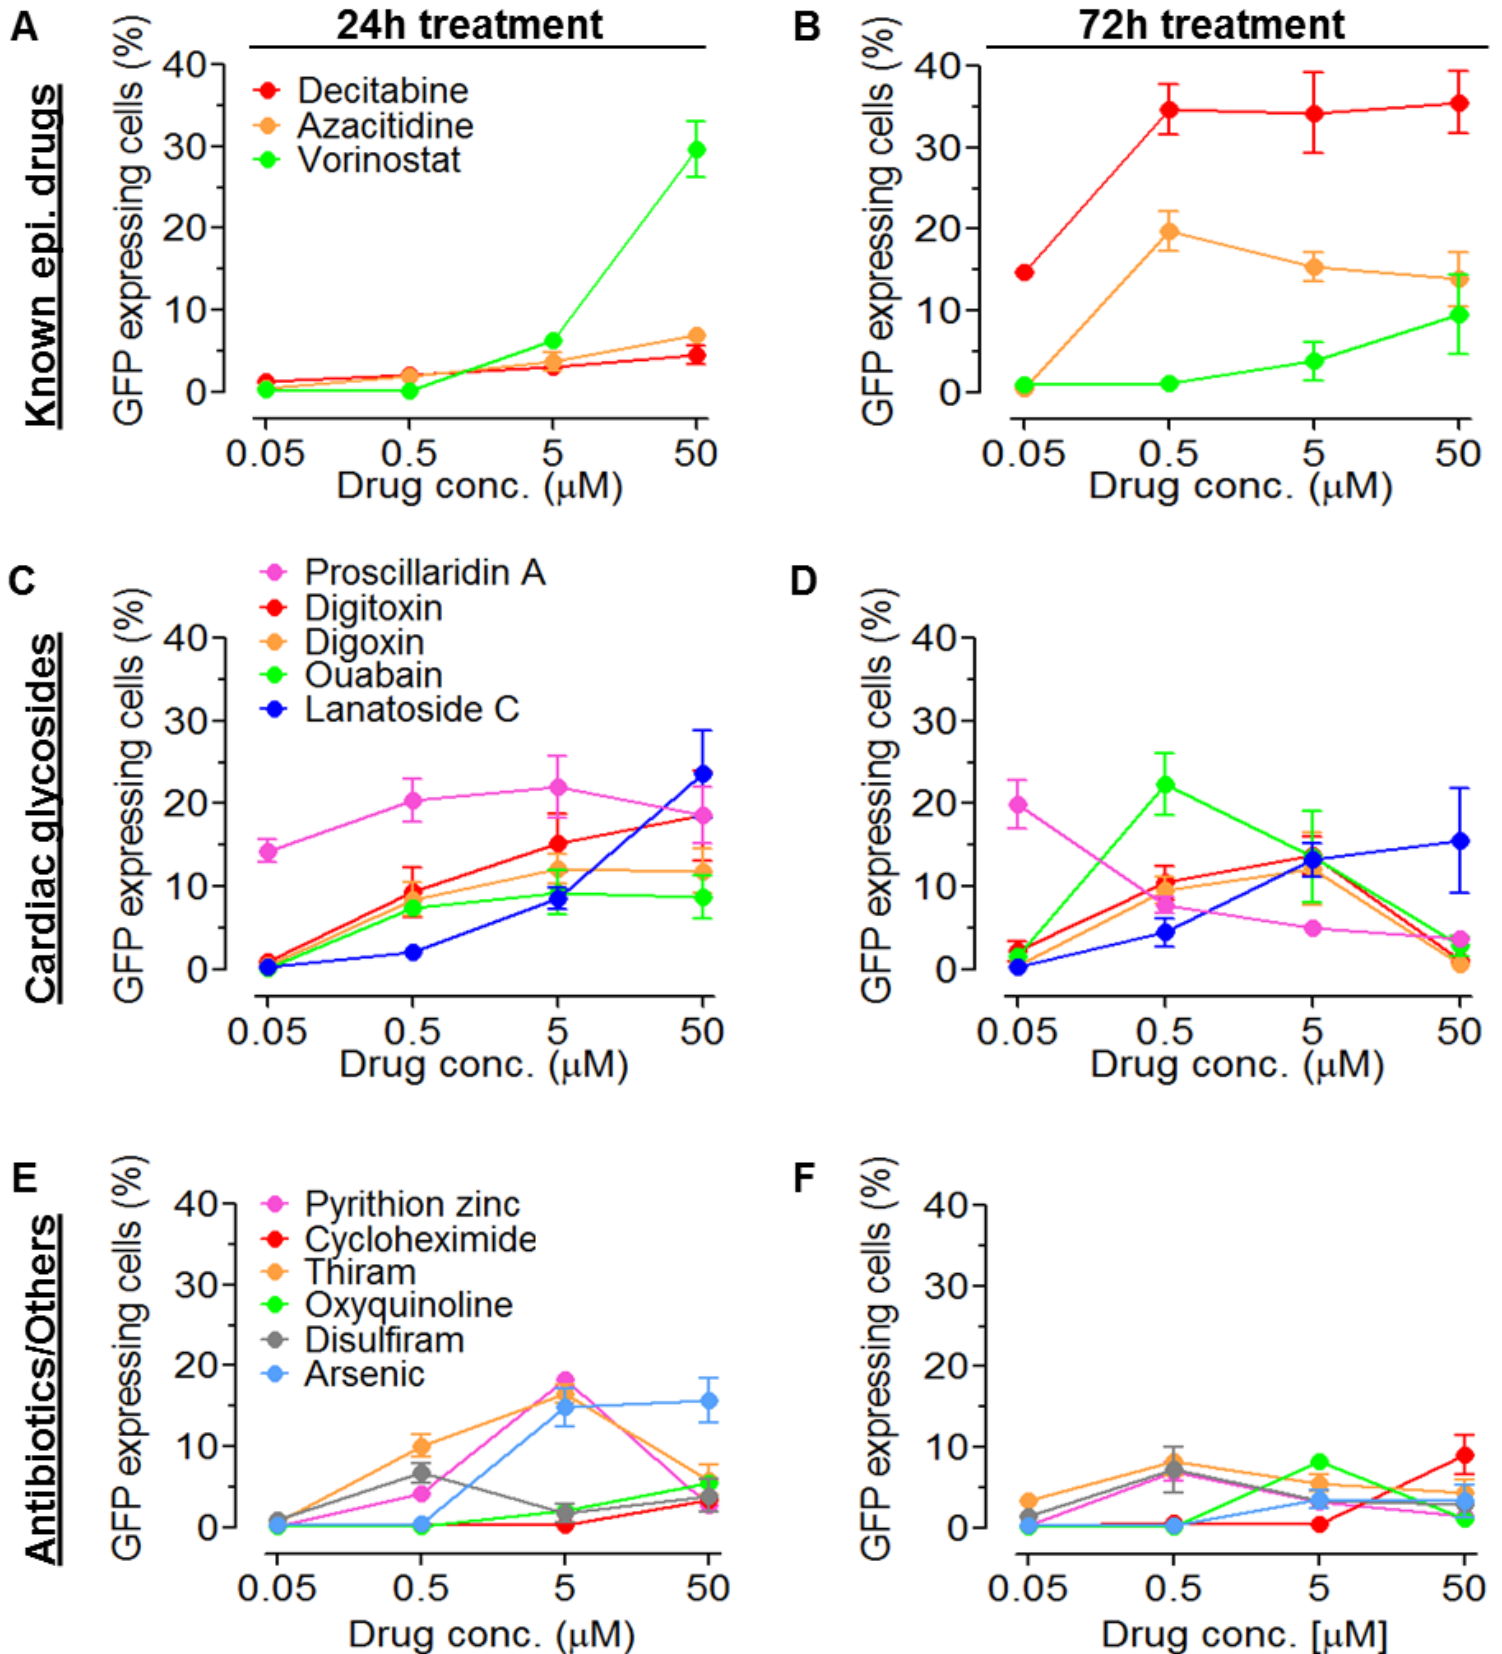 A
24h treatment
B
72h treatment
Known epi. drugs
GFP expressing cells (%)
40
30
20
10
0
Decitabine
Azacitidine
Vorinostat
0.05 0.5 5 50
Drug conc. (μM)
GFP expressing cells (%)
40
30
20
10
0
0.05 0.5 5 50
Drug conc. (μM)
C
Cardiac glycosides
Proscillaridin A
Digitoxin
Digoxin
Ouabain
Lanatoside C
GFP expressing cells (%)
40
30
20
10
0
0.05 0.5 5 50
Drug conc. (μM)
D
GFP expressing cells (%)
40
30
20
10
0
0.05 0.5 5 50
Drug conc. (μM)
E
Antibiotics/Others
GFP expressing cells (%)
40
30
20
10
0
Pyrithion zinc
Cycloheximide
Thiram
Oxyquinoline
Disulfiram
Arsenic
0.05 0.5 5 50
Drug conc. (μM)
F
GFP expressing cells (%)
40
30
20
10
0
0.05 0.5 5 50
Drug conc. [μM]